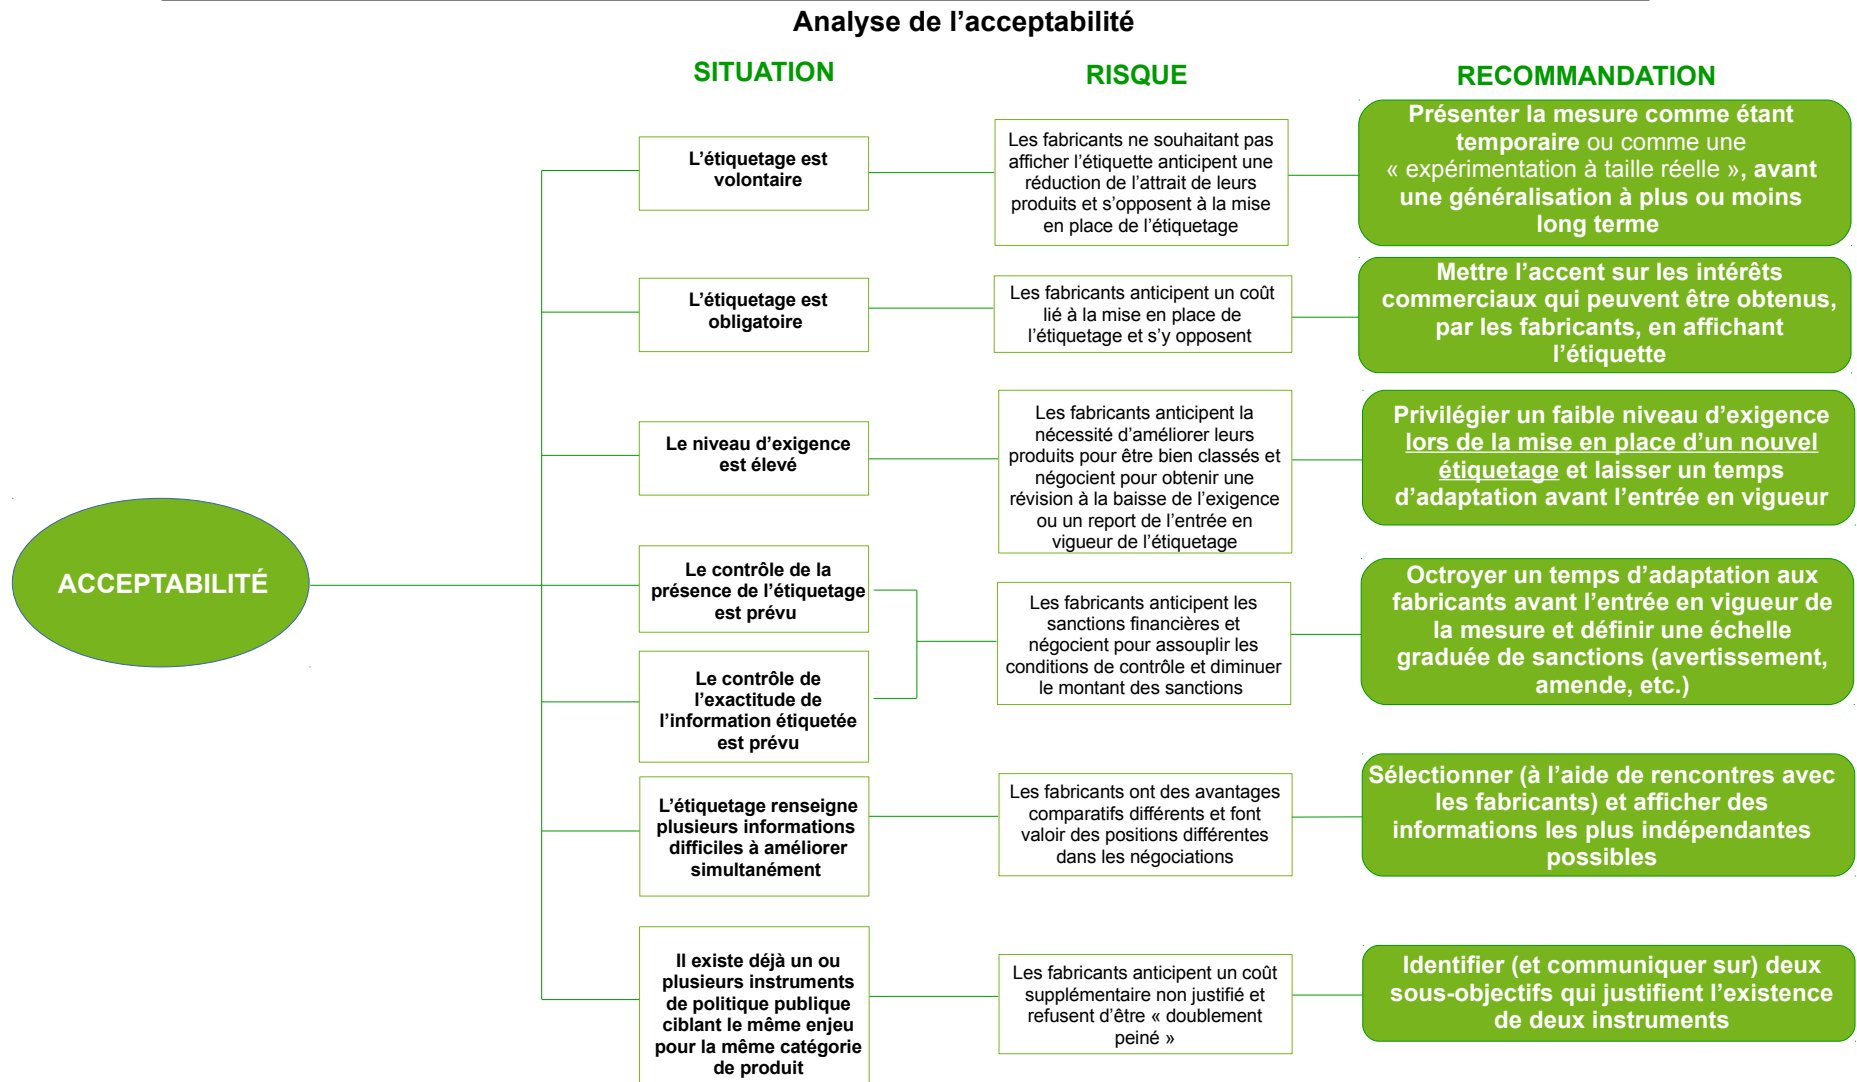 Analyse de l’acceptabilité
SITUATION
RISQUE
RECOMMANDATION
ACCEPTABILITÉ
L’étiquetage est
volontaire
Les fabricants ne souhaitant pas
afficher l’étiquette anticipent une
réduction de l’attrait de leurs
produits et s’opposent à la mise
en place de l’étiquetage
Présenter la mesure comme étant
temporaire ou comme une
« expérimentation à taille réelle », avant
une généralisation à plus ou moins
long terme
L’étiquetage est
obligatoire
Les fabricants anticipent un coût
lié à la mise en place de
l’étiquetage et s’y opposent
Mettre l’accent sur les intérêts
commerciaux qui peuvent être obtenus,
par les fabricants, en affichant
l’étiquette
Le niveau d’exigence
est élevé
Les fabricants anticipent la
nécessité d’améliorer leurs
produits pour être bien classés et
négocient pour obtenir une
révision à la baisse de l’exigence
ou un report de l’entrée en
vigueur de l’étiquetage
Privilégier un faible niveau d’exigence
lors de la mise en place d’un nouvel
étiquetage et laisser un temps
d’adaptation avant l’entrée en vigueur
Le contrôle de la
présence de l’étiquetage
est prévu
Le contrôle de
l’exactitude de
l’information étiquetée
est prévu
Les fabricants anticipent les
sanctions financières et
négocient pour assouplir les
conditions de contrôle et diminuer
le montant des sanctions
Octroyer un temps d’adaptation aux
fabricants avant l’entrée en vigueur de
la mesure et définir une échelle
graduée de sanctions (avertissement,
amende, etc.)
L’étiquetage renseigne
plusieurs informations
difficiles à améliorer
simultanément
Les fabricants ont des avantages
comparatifs différents et font
valoir des positions différentes
dans les négociations
Sélectionner (à l’aide de rencontres avec
les fabricants) et afficher des
informations les plus indépendantes
possibles
Il existe déjà un ou
plusieurs instruments
de politique publique
ciblant le même enjeu
pour la même catégorie
de produit
Les fabricants anticipent un coût
supplémentaire non justifié et
refusent d’être « doublement
peiné »
Identifier (et communiquer sur) deux
sous-objectifs qui justifient l’existence
de deux instruments